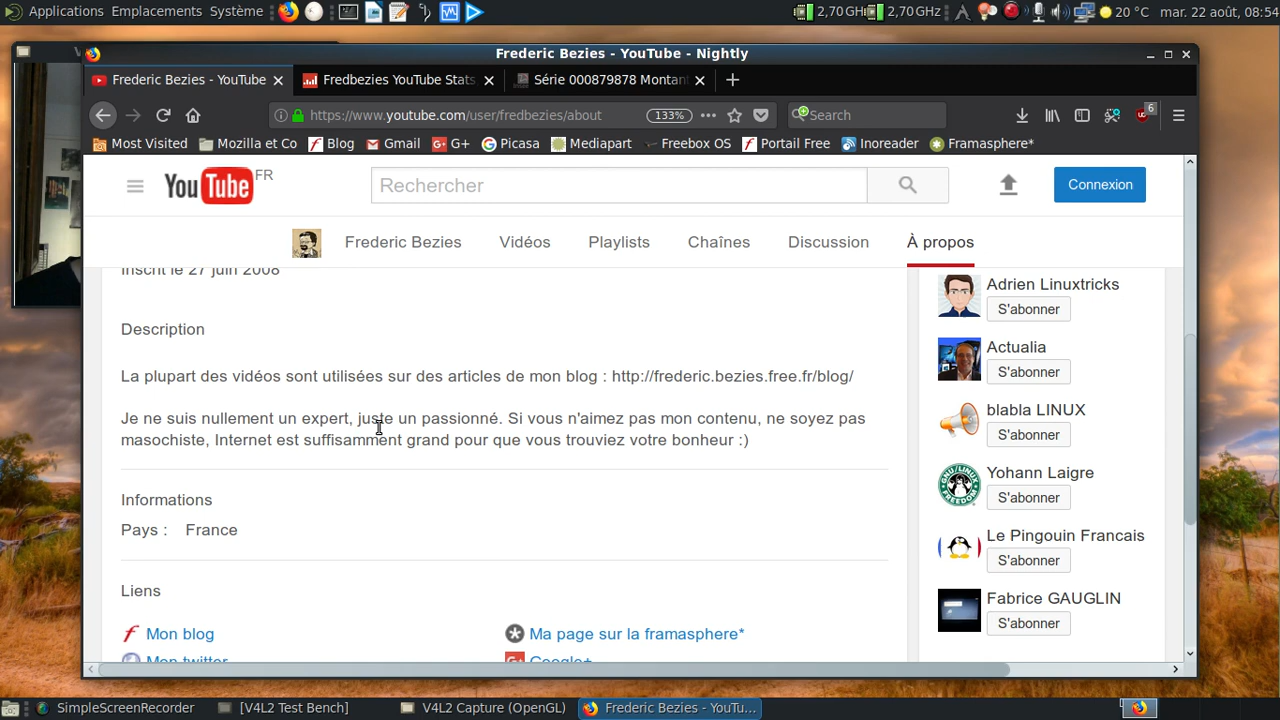 Applications Emplacements Système 2,70 GHz 2,70 GHz 20 °C mar. 22 août, 08:54
Frederic Bezies - YouTube - Nightly
Frederic Bezies - YouTube Fredbezies YouTube Stats Série 000879878 Montant
https://www.youtube.com/user/fredbezies/about 133% Search 6
Most Visited Mozilla et Co Blog Gmail G+ Picasa Mediapart Freebox OS Portail Free Inoreader Framasphere*
YouTube FR Rechercher Connexion
Frederic Bezies Vidéos Playlists Chaînes Discussion À propos
Inscrit le 27 juin 2008
Description
La plupart des vidéos sont utilisées sur des articles de mon blog : http://frederic.bezies.free.fr/blog/
Je ne suis nullement un expert, juste un passionné. Si vous n'aimez pas mon contenu, ne soyez pas
masochiste, Internet est suffisamment grand pour que vous trouviez votre bonheur :)
Informations
Pays : France
Liens
Mon blog Ma page sur la framasphere*
Mon twitter Google+
Adrien Linuxtricks
S'abonner
Actualia
S'abonner
blabla LINUX
S'abonner
Yohann Laigre
S'abonner
Le Pingouin Francais
S'abonner
Fabrice GAUGLIN
S'abonner
SimpleScreenRecorder [V4L2 Test Bench] V4L2 Capture (OpenGL) Frederic Bezies - YouTu...